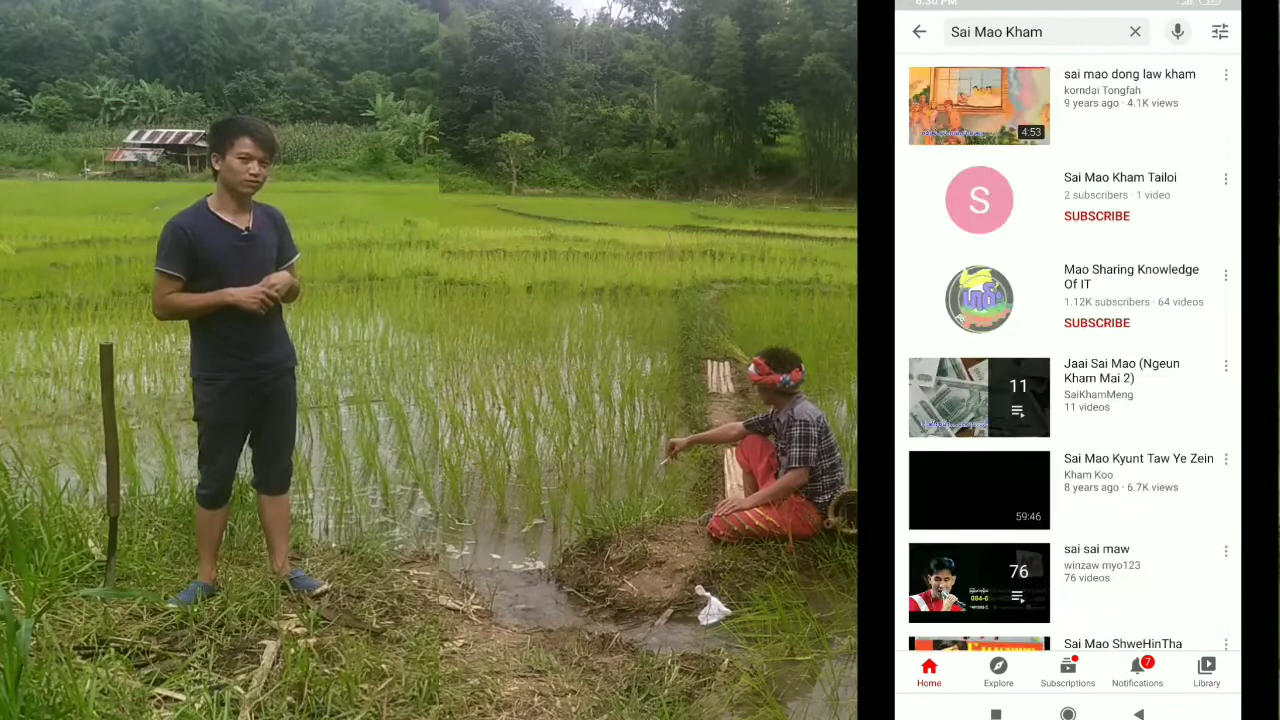 6:30 PM
Sai Mao Kham
sai mao dong law kham
korndai Tongfah
9 years ago · 4.1K views
4:53
S
Sai Mao Kham Tailoi
2 subscribers · 1 video
SUBSCRIBE
Mao Sharing Knowledge
Of IT
1.12K subscribers · 64 videos
SUBSCRIBE
Jaai Sai Mao (Ngeun
Kham Mai 2)
SaiKhamMeng
11 videos
11
Sai Mao Kyunt Taw Ye Zein
Kham Koo
8 years ago · 6.7K views
59:46
sai sai maw
winzaw myo123
76 videos
76
Sai Mao ShweHinTha
7
Home
Explore
Subscriptions
Notifications
Library